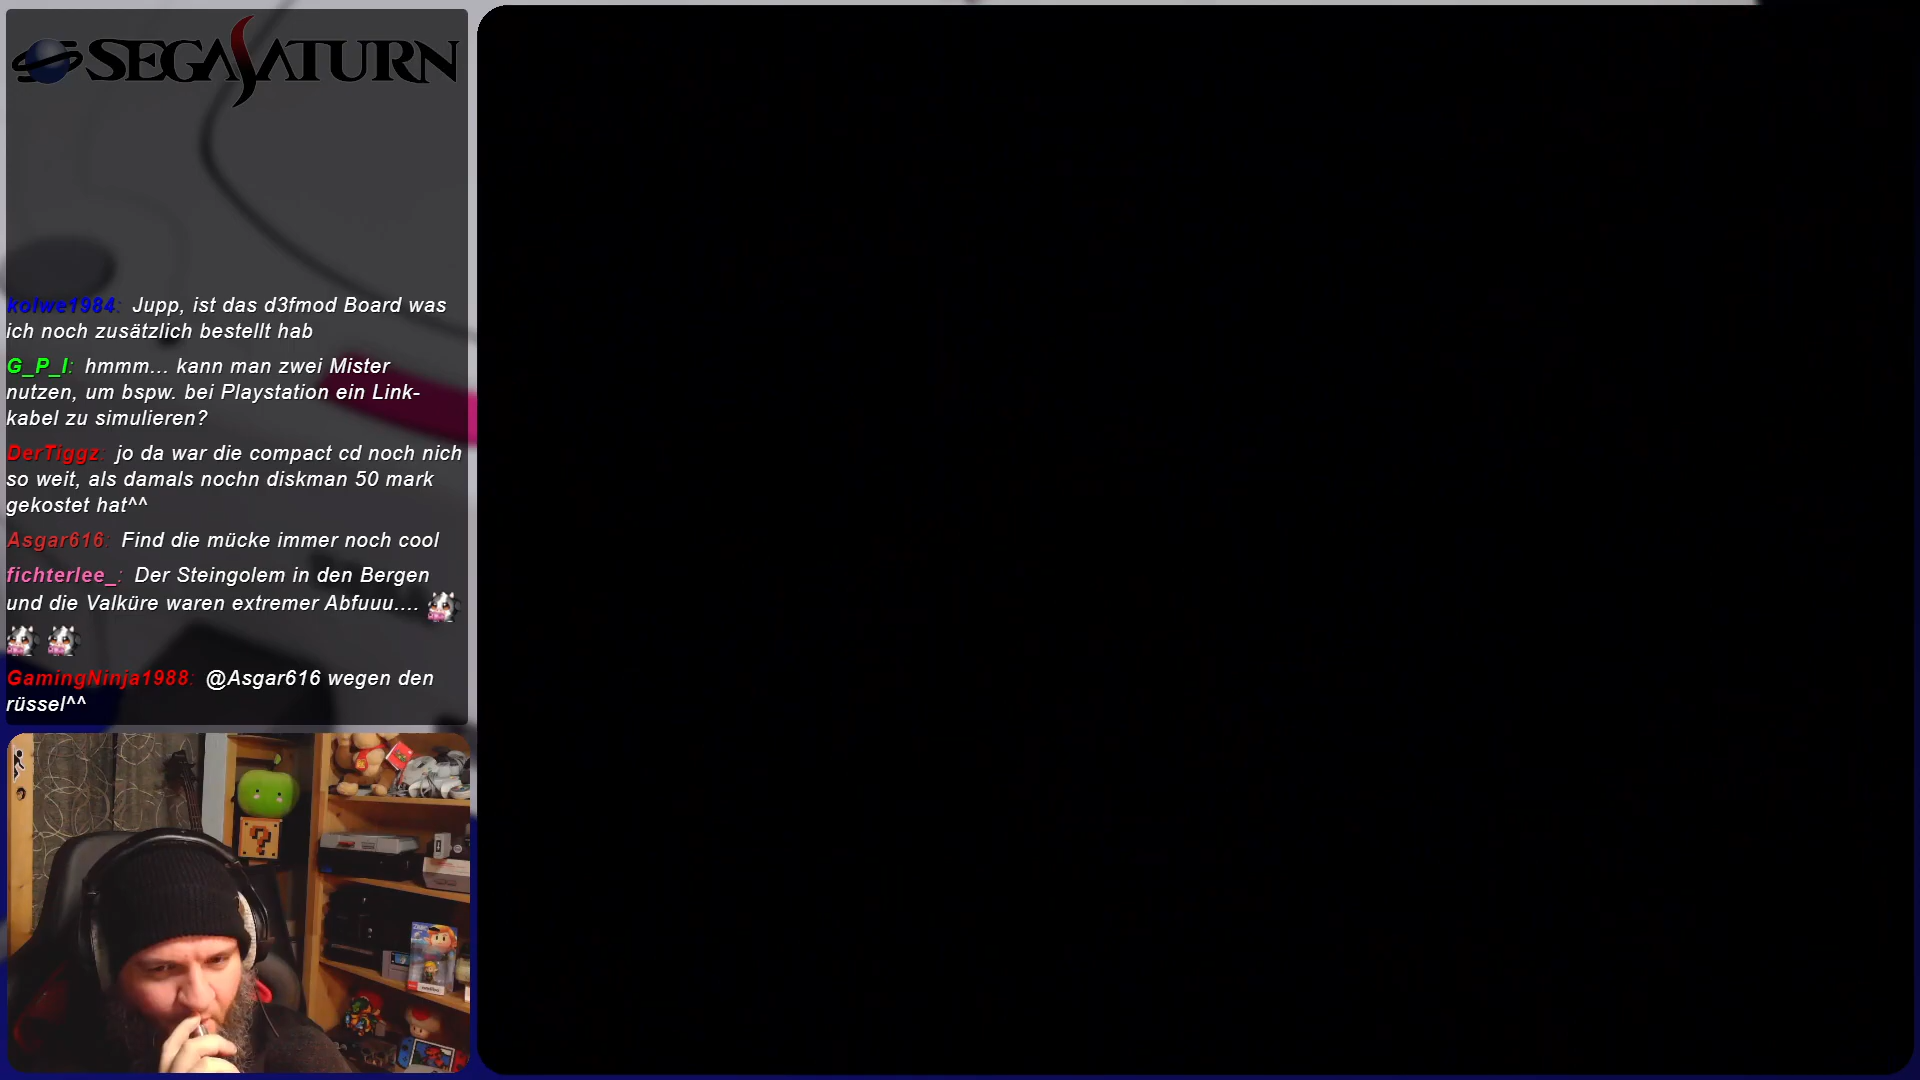 SEGA SATURN
kolwe1984: Jupp, ist das d3fmod Board was
ich noch zusätzlich bestellt hab
G_P_I: hmmm... kann man zwei Mister
nutzen, um bspw. bei Playstation ein Link-
kabel zu simulieren?
DerTiggz: jo da war die compact cd noch nich
so weit, als damals nochn diskman 50 mark
gekostet hat^^
Asgar616: Find die mücke immer noch cool
fichterlee_: Der Steingolem in den Bergen
und die Valküre waren extremer Abfuuu....
GamingNinja1988: @Asgar616 wegen den
rüssel^^
?